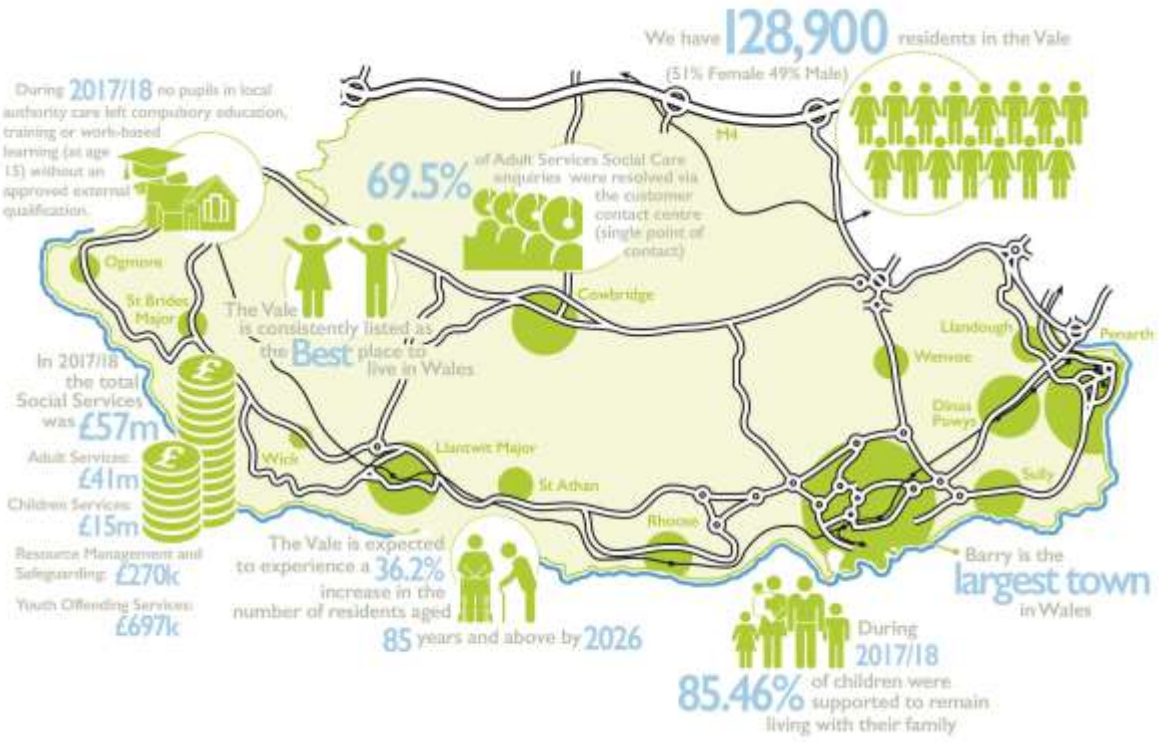 We have 128,900 residents in the Vale
(51% Female 49% Male)
During 2017/18 no pupils in local
authority care left compulsory education,
training or work-based
learning (at age
15) without an
approved external
qualification.
69.5%
of Adult Services Social Care
enquiries were resolved via
the customer
contact centre
(single point of
contact)
M4
Ogmore
St Brides
Major
The Vale
is consistently listed as
the Best place to
live in Wales
Cowbridge
Llandough
Penarth
Wenvoe
Dinas
Powys
In 2017/18
the total
Social Services
was £57m
Adult Services:
£41m
Children Services:
£15m
Resource Management and
Safeguarding: £270k
Youth Offending Services:
£697k
Wick
Llantwit Major
St Athan
Rhoose
Sully
The Vale is expected
to experience a 36.2%
increase in the
number of residents aged
85 years and above by 2026
Barry is the
largest town
in Wales
During
2017/18
85.46% of children were
supported to remain
living with their family